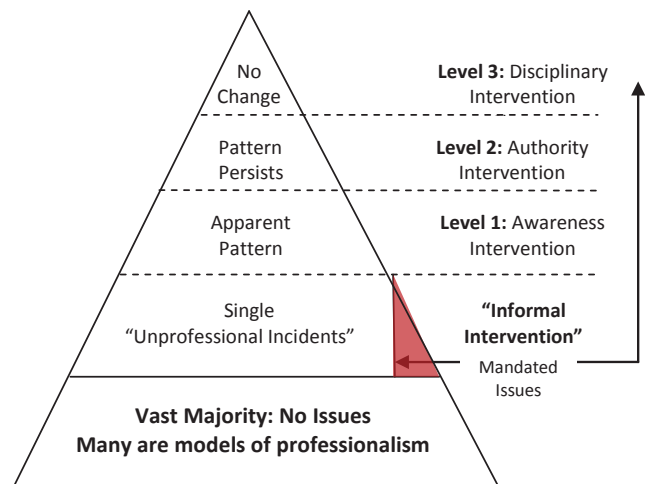 No
Change
Level 3: Disciplinary
Intervention
Pattern
Persists
Level 2: Authority
Intervention
Apparent
Pattern
Level 1: Awareness
Intervention
Single
“Unprofessional Incidents”
“Informal
Intervention”
Mandated
Issues
Vast Majority: No Issues
Many are models of professionalism